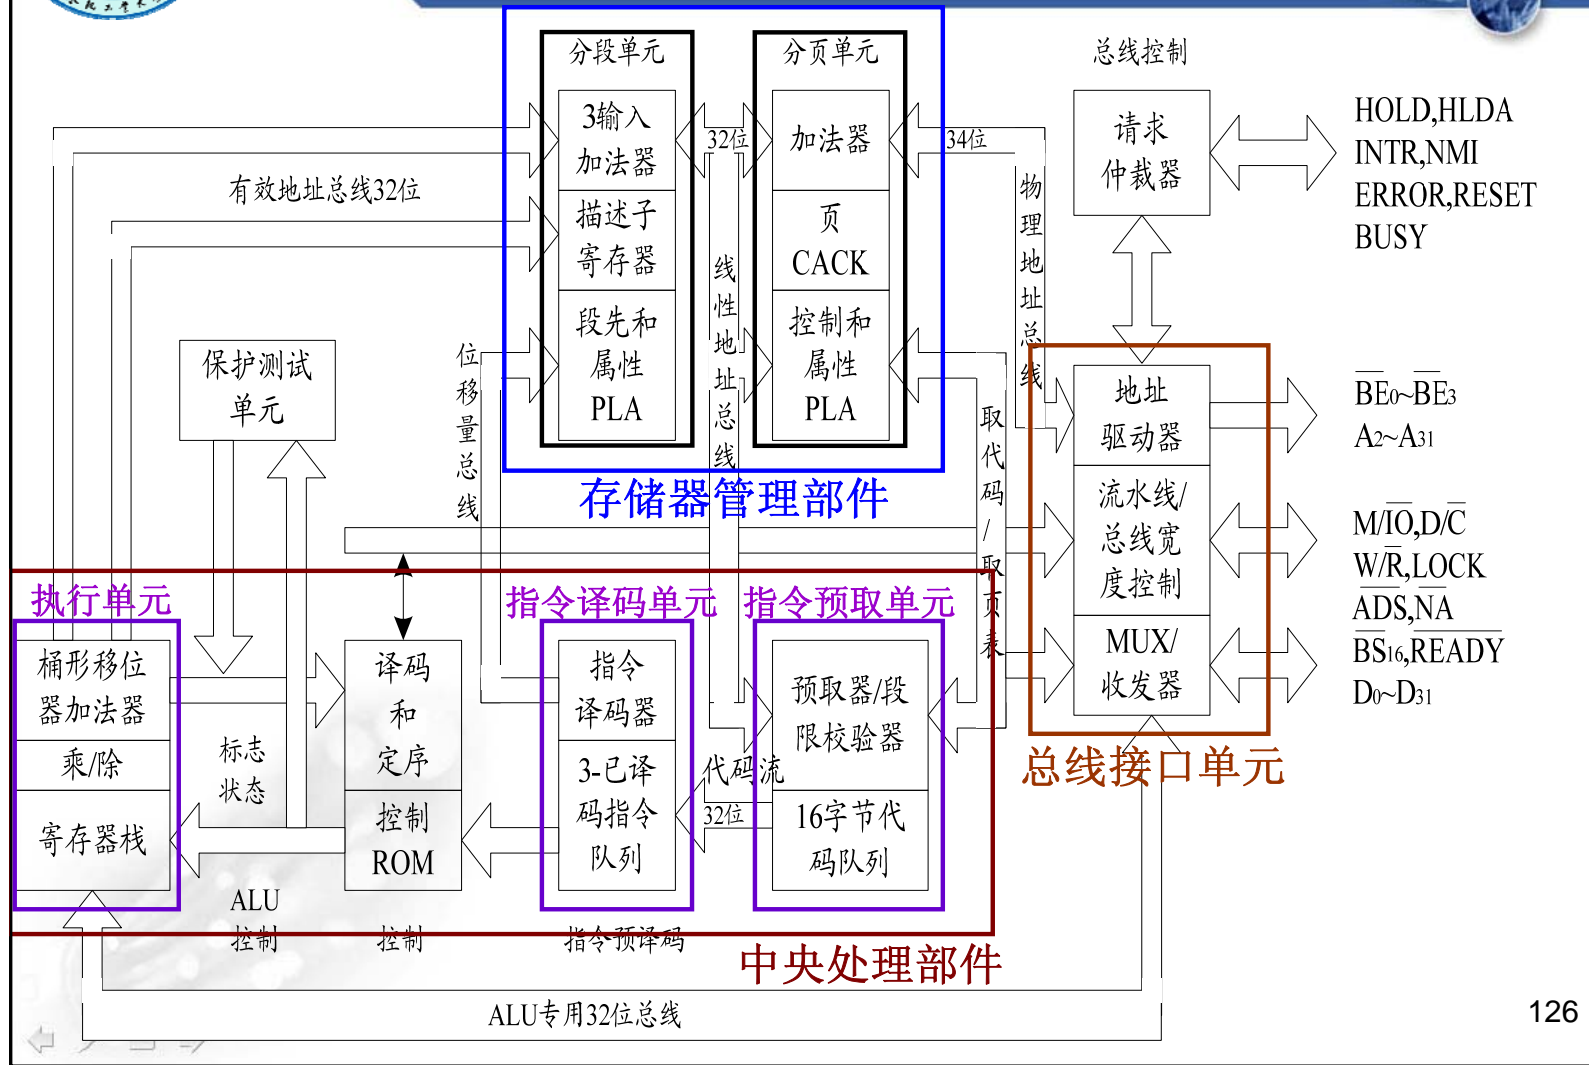 分段单元
分页单元
总线控制
3输入
加法器
描述子
寄存器
段先和
属性
PLA
32位
加法器
页
CACK
控制和
属性
PLA
34位
请求
仲裁器
HOLD,HLDA
INTR,NMI
ERROR,RESET
BUSY
有效地址总线32位
物理地址总线
线性地址总线
位移量总线
保护测试
单元
取代码/取页表
地址
驱动器
流水线/
总线宽
度控制
MUX/
收发器
B̅E̅0~B̅E̅3
A2~A31
M/I̅O̅,D/C̅
W/R̅,LOCK
A̅D̅S̅,N̅A̅
B̅S̅16,R̅E̅A̅D̅Y̅
D0~D31
存储器管理部件
执行单元
指令译码单元
指令预取单元
桶形移位
器加法器
乘/除
寄存器栈
标志
状态
译码
和
定序
控制
ROM
指令
译码器
3-已译
码指令
队列
代码流
32位
预取器/段
限校验器
16字节代
码队列
总线接口单元
ALU
控制
控制
指令预译码
中央处理部件
ALU专用32位总线
126